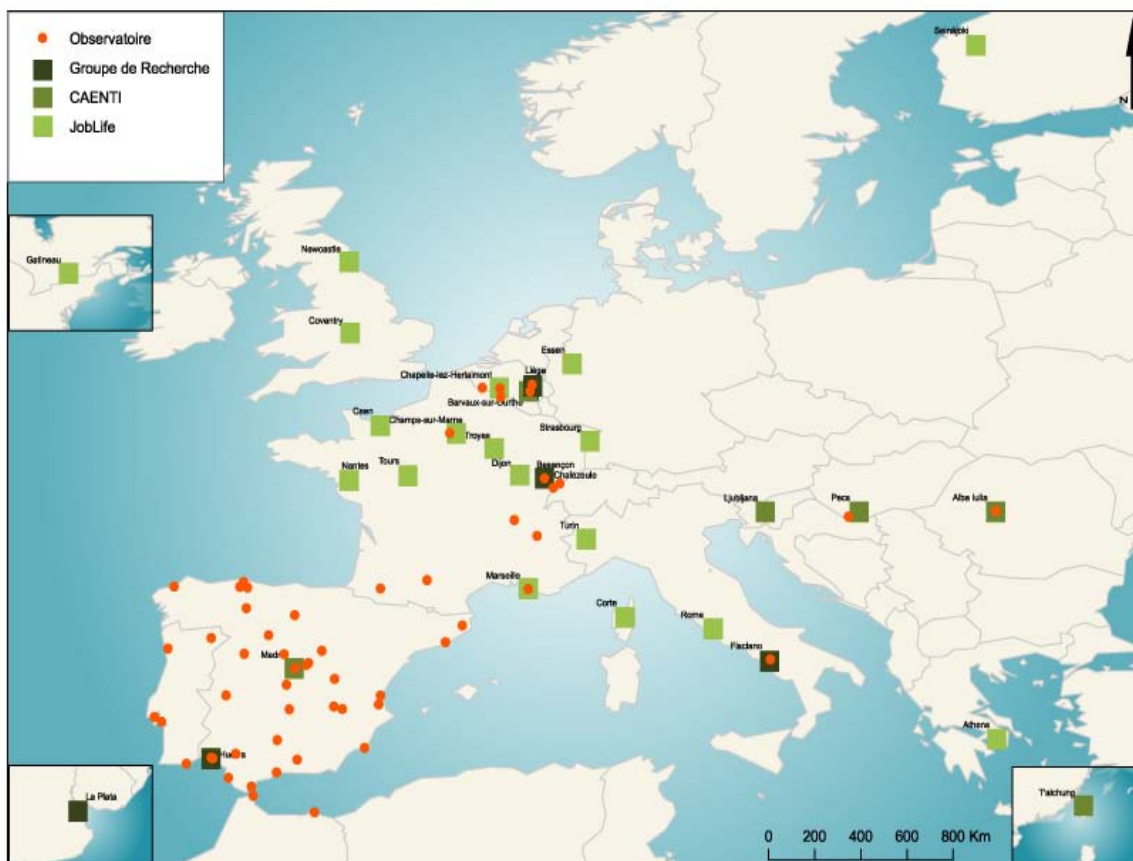 Observatoire
Groupe de Recherche
CAENTI
JobLife
Seinäjoki
N
Gatineau
Newcastle
Coventry
Essen
Liège
Chapelle-lez-Herlaimont
Barvaux-sur-Ourthe
Caen
Champs-sur-Marne
Troyes
Strasbourg
Nantes
Tours
Dijon
Besançon
Chalezeule
Ljubljana
Pecs
Alba Iulia
Turin
Marseille
Corte
Rome
Fisciano
Madr
Huelva
Athens
La Plata
T'aichung
0 200 400 600 800 Km